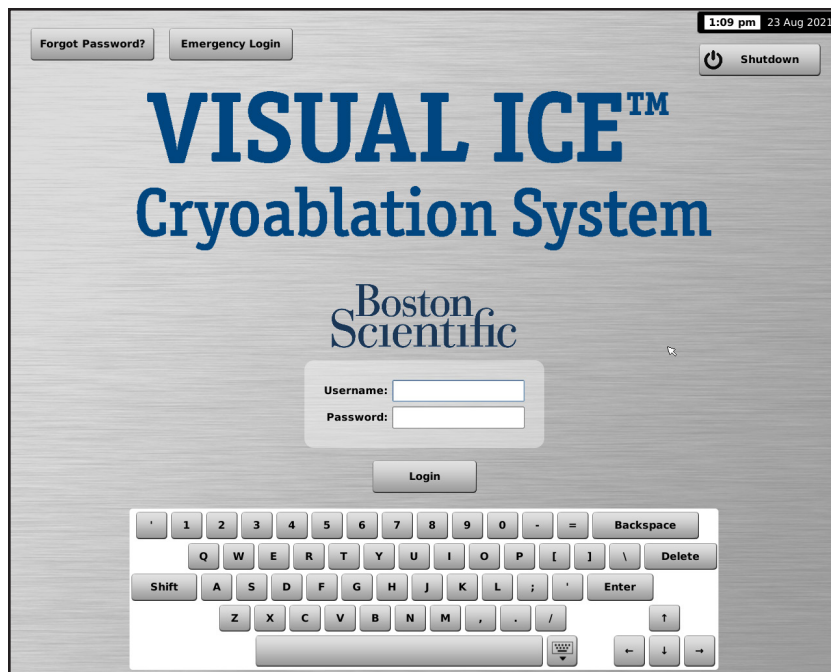 1:09 pm 23 Aug 2021
Forgot Password? Emergency Login
Shutdown
VISUAL ICE™
Cryoablation System
Boston
Scientific
Username:
Password:
Login
' 1 2 3 4 5 6 7 8 9 0 - = Backspace
Q W E R T Y U I O P [ ] \ Delete
Shift A S D F G H J K L ; ' Enter
Z X C V B N M , . / ↑
← ↓ →